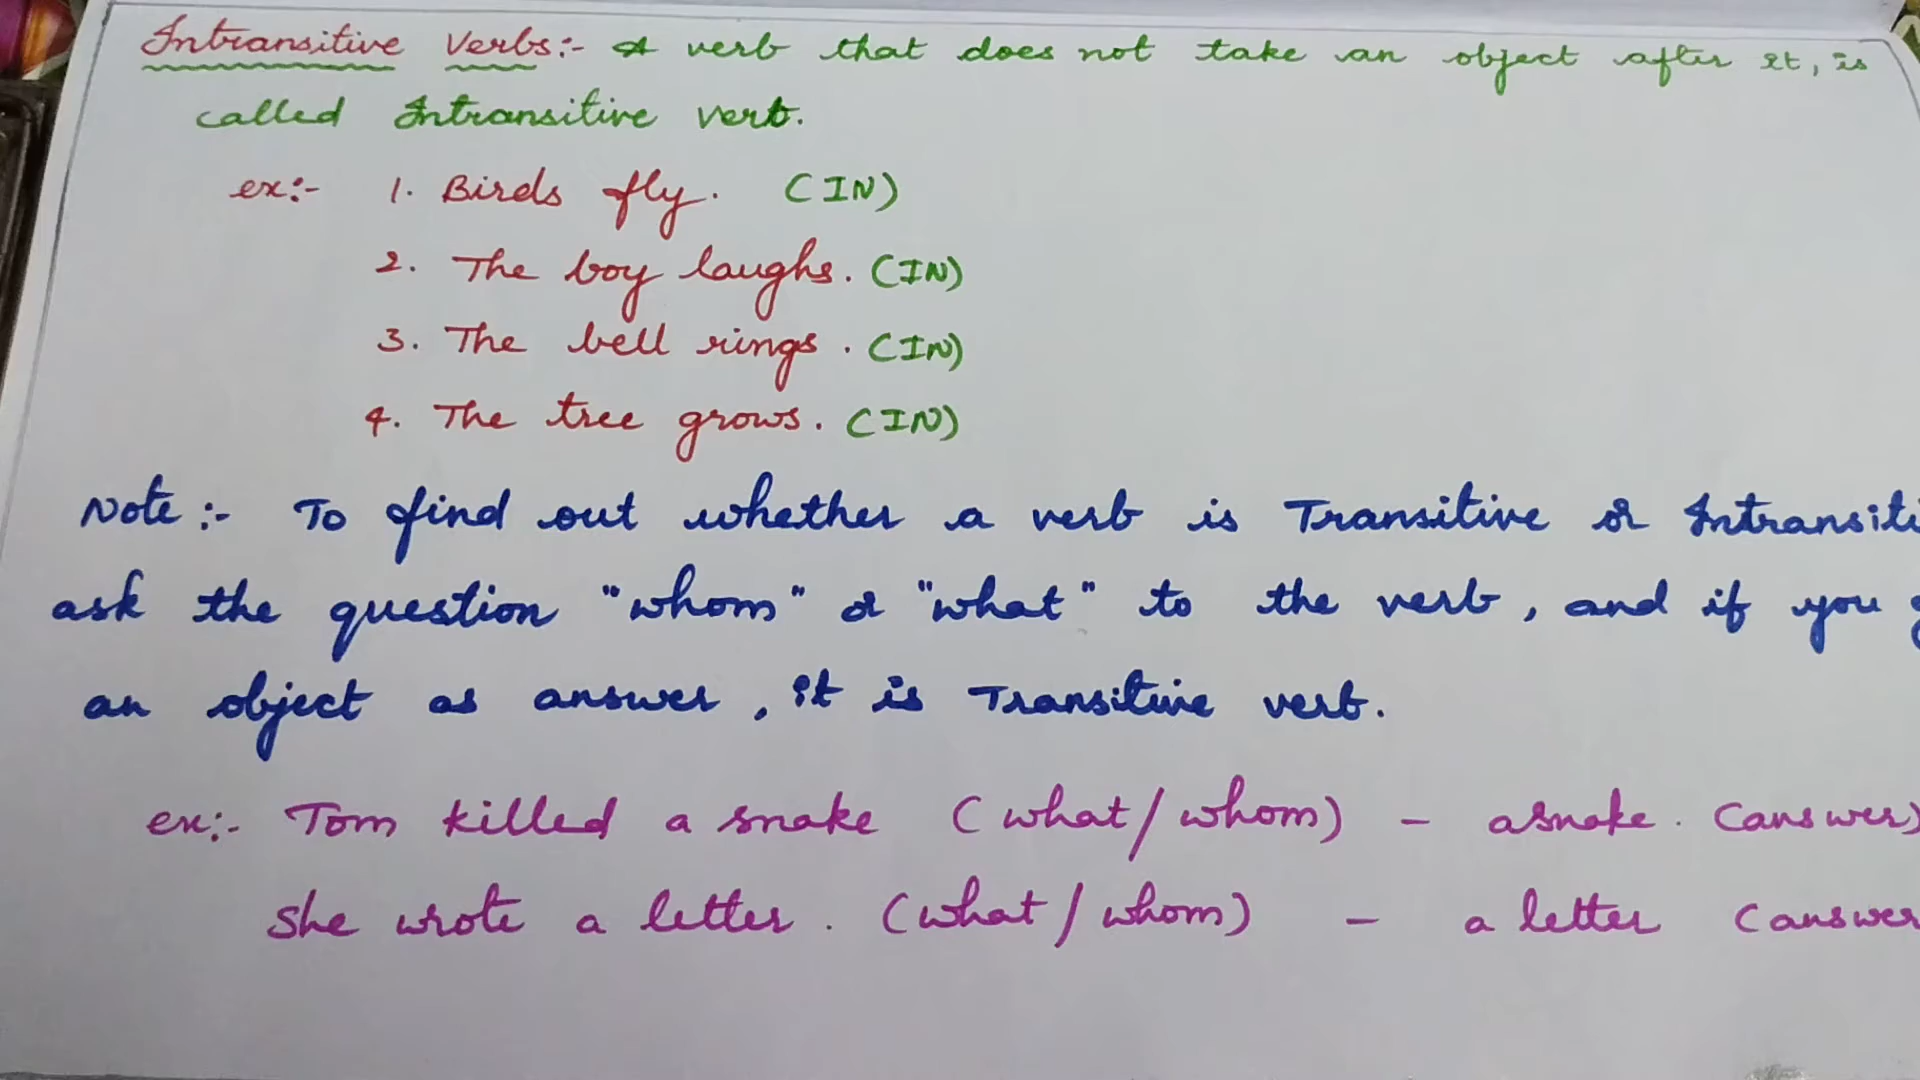 Intransitive Verbs:- A verb that does not take an object after it, is
called Intransitive verb.
ex:- 1. Birds fly. (IN)
2. The boy laughs. (IN)
3. The bell rings. (IN)
4. The tree grows. (IN)
Note:- To find out whether a verb is Transitive or Intransiti
ask the question "whom" or "what" to the verb, and if you
an object as answer, it is Transitive verb.
ex:- Tom killed a snake (what/whom) - asnake. (answer)
She wrote a letter. (what/whom) - a letter (answer